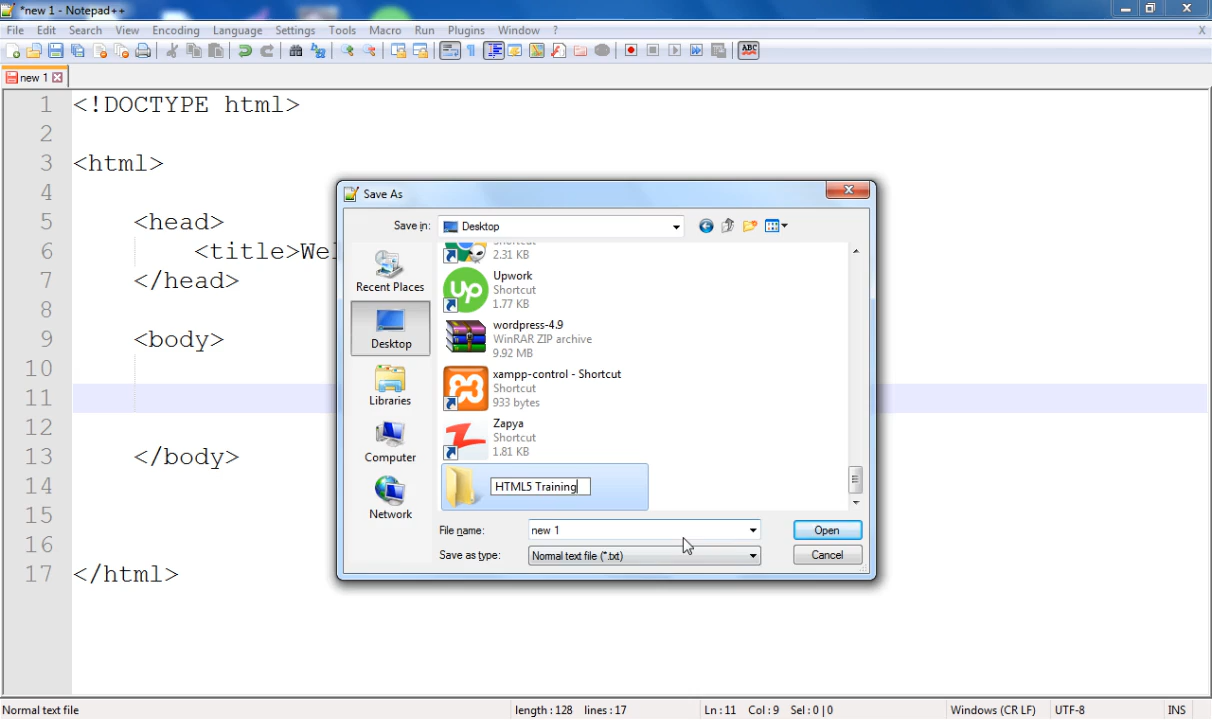 *new 1 - Notepad++
File Edit Search View Encoding Language Settings Tools Macro Run Plugins Window ? X
ABC
new 1
1 <!DOCTYPE html>
2
3 <html>
4
5 <head>
6 <title>Wel
7 </head>
8
9 <body>
10
11
12
13 </body>
14
15
16
17 </html>
Save As
Save in: Desktop
Recent Places
Desktop
Libraries
Computer
Network
2.31 KB
Up
Upwork
Shortcut
1.77 KB
wordpress-4.9
WinRAR ZIP archive
9.92 MB
xampp-control - Shortcut
Shortcut
933 bytes
Zapya
Shortcut
1.81 KB
HTML5 Training
File name: new 1 Open
Save as type: Normal text file (*.txt) Cancel
Normal text file length : 128 lines : 17 Ln : 11 Col : 9 Sel : 0 | 0 Windows (CR LF) UTF-8 INS